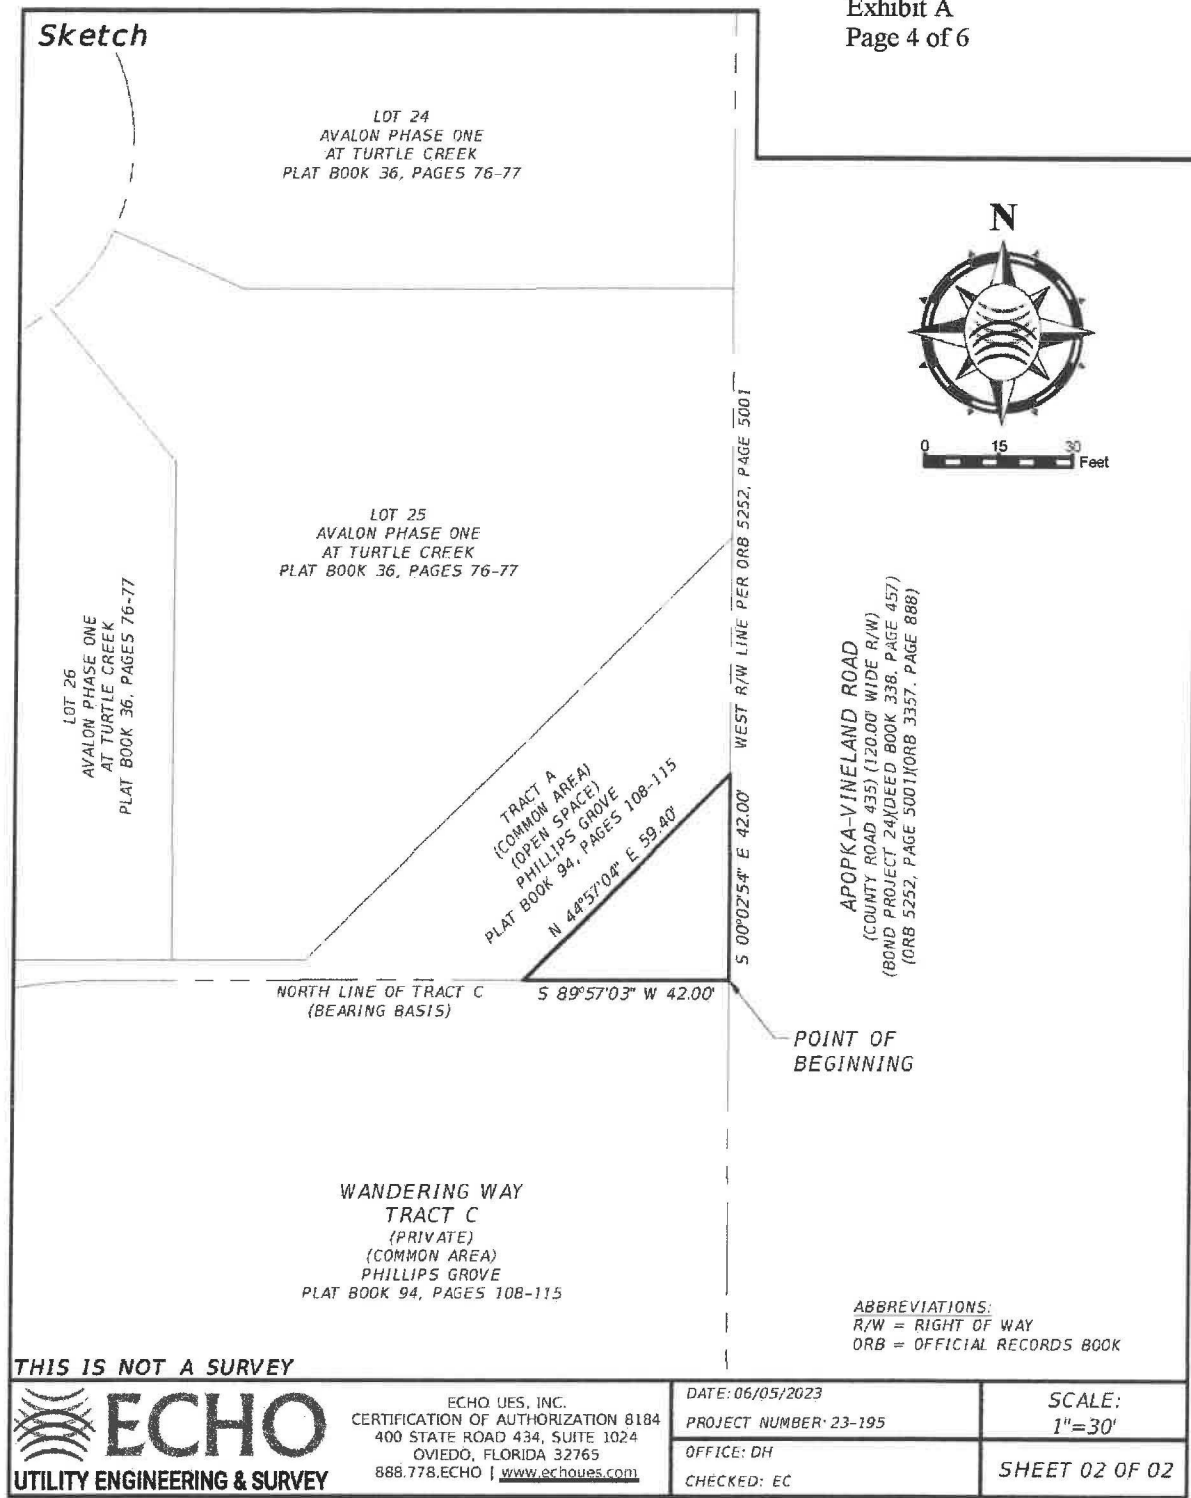 Exhibit A
Page 4 of 6
Sketch
LOT 24
AVALON PHASE ONE
AT TURTLE CREEK
PLAT BOOK 36, PAGES 76-77
N
0 15 30
Feet
WEST R/W LINE PER ORB 5252, PAGE 5001
LOT 25
AVALON PHASE ONE
AT TURTLE CREEK
PLAT BOOK 36, PAGES 76-77
LOT 26
AVALON PHASE ONE
AT TURTLE CREEK
PLAT BOOK 36, PAGES 76-77
TRACT A
(COMMON AREA)
(OPEN SPACE)
PHILLIPS GROVE
PLAT BOOK 94, PAGES 108-115
N 44°57'04" E 59.40'
S 00°02'54" E 42.00'
APOPKA-VINELAND ROAD
(COUNTY ROAD 435) (120.00' WIDE R/W)
(BOND PROJECT 24)(DEED BOOK 338, PAGE 457)
(ORB 5252, PAGE 5001)(ORB 3357, PAGE 888)
NORTH LINE OF TRACT C
(BEARING BASIS)
S 89°57'03" W 42.00'
POINT OF
BEGINNING
WANDERING WAY
TRACT C
(PRIVATE)
(COMMON AREA)
PHILLIPS GROVE
PLAT BOOK 94, PAGES 108-115
ABBREVIATIONS:
R/W = RIGHT OF WAY
ORB = OFFICIAL RECORDS BOOK
THIS IS NOT A SURVEY
ECHO
UTILITY ENGINEERING & SURVEY
ECHO UES, INC.
CERTIFICATION OF AUTHORIZATION 8184
400 STATE ROAD 434, SUITE 1024
OVIEDO, FLORIDA 32765
888.778.ECHO | www.echoues.com
DATE: 06/05/2023
PROJECT NUMBER: 23-195
OFFICE: DH
CHECKED: EC
SCALE:
1"=30'
SHEET 02 OF 02